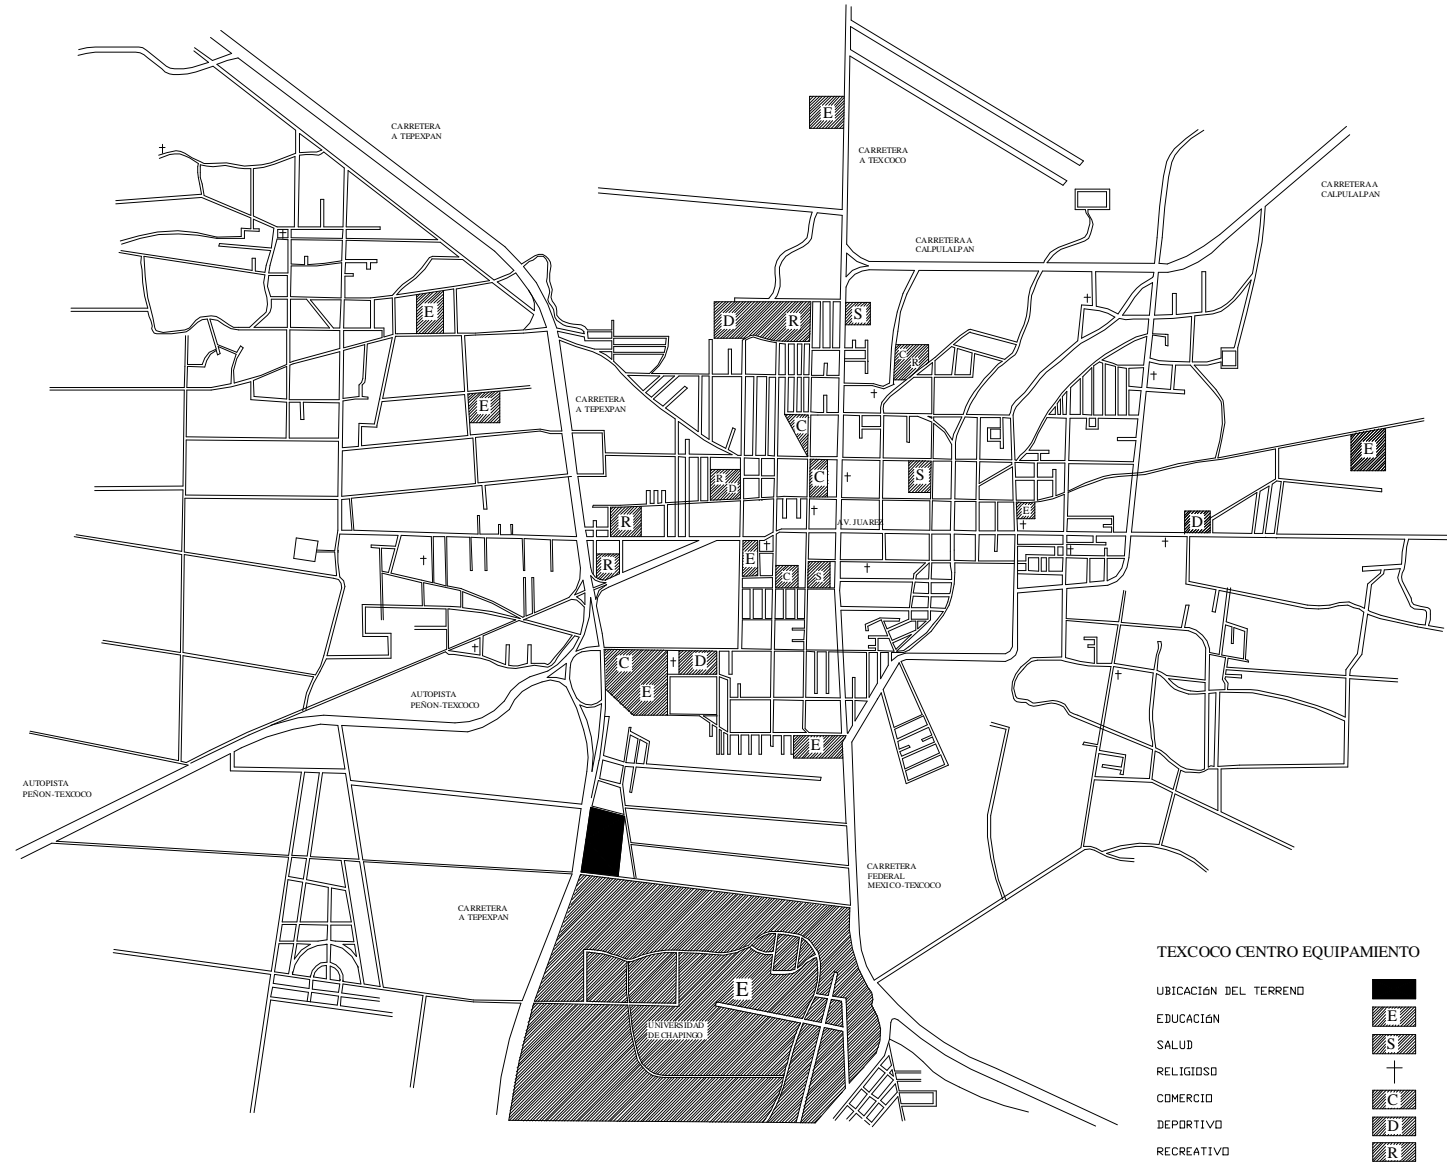 E
CARRETERA
A TEPEXPAN
CARRETERA
A TEXCOCO
CARRETERA A
CALPULALPAN
CARRETERA A
CALPULALPAN
E
D
R
S
C
R
E
CARRETERA
A TEPEXPAN
C
E
R
D
C
S
R
E
D
AV. JUAREZ
R
E
C
S
C
E
D
AUTOPISTA
PEÑON-TEXCOCO
E
AUTOPISTA
PEÑON-TEXCOCO
CARRETERA
FEDERAL
MEXICO-TEXCOCO
CARRETERA
A TEPEXPAN
E
UNIVERSIDAD
DE CHAPINGO
TEXCOCO CENTRO EQUIPAMIENTO
UBICACIóN DEL TERRENO
EDUCACIóN E
SALUD S
RELIGIOSO
COMERCIO C
DEPORTIVO D
RECREATIVO R